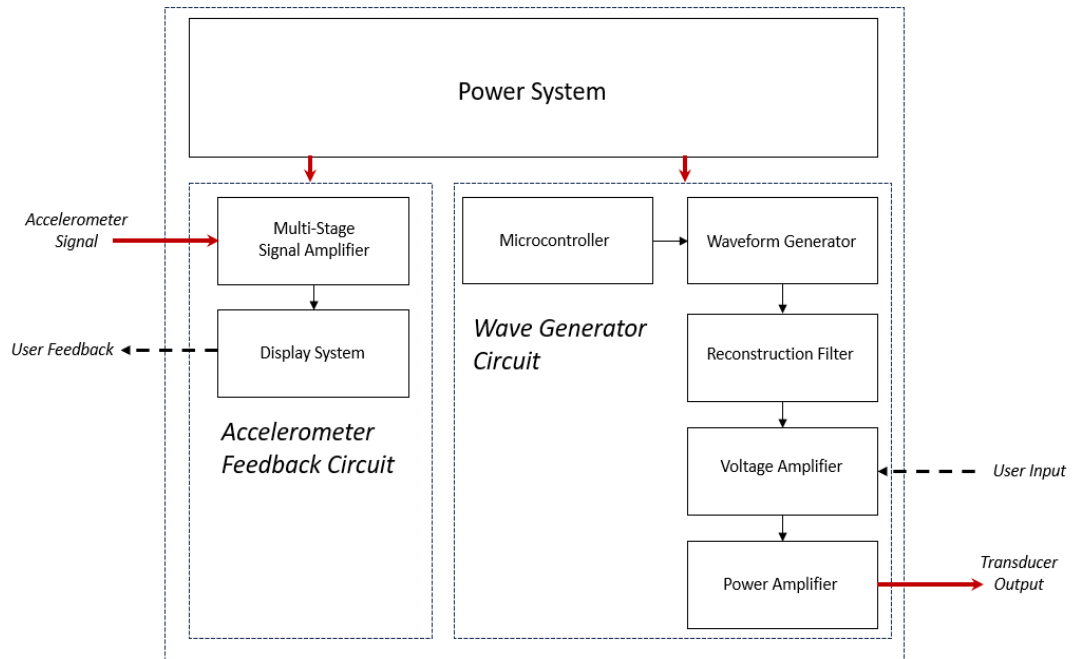 Power System
Accelerometer
Signal
Multi-Stage
Signal Amplifier
Microcontroller
Waveform Generator
User Feedback
Display System
Wave Generator
Circuit
Reconstruction Filter
Accelerometer
Feedback Circuit
Voltage Amplifier
User Input
Power Amplifier
Transducer
Output